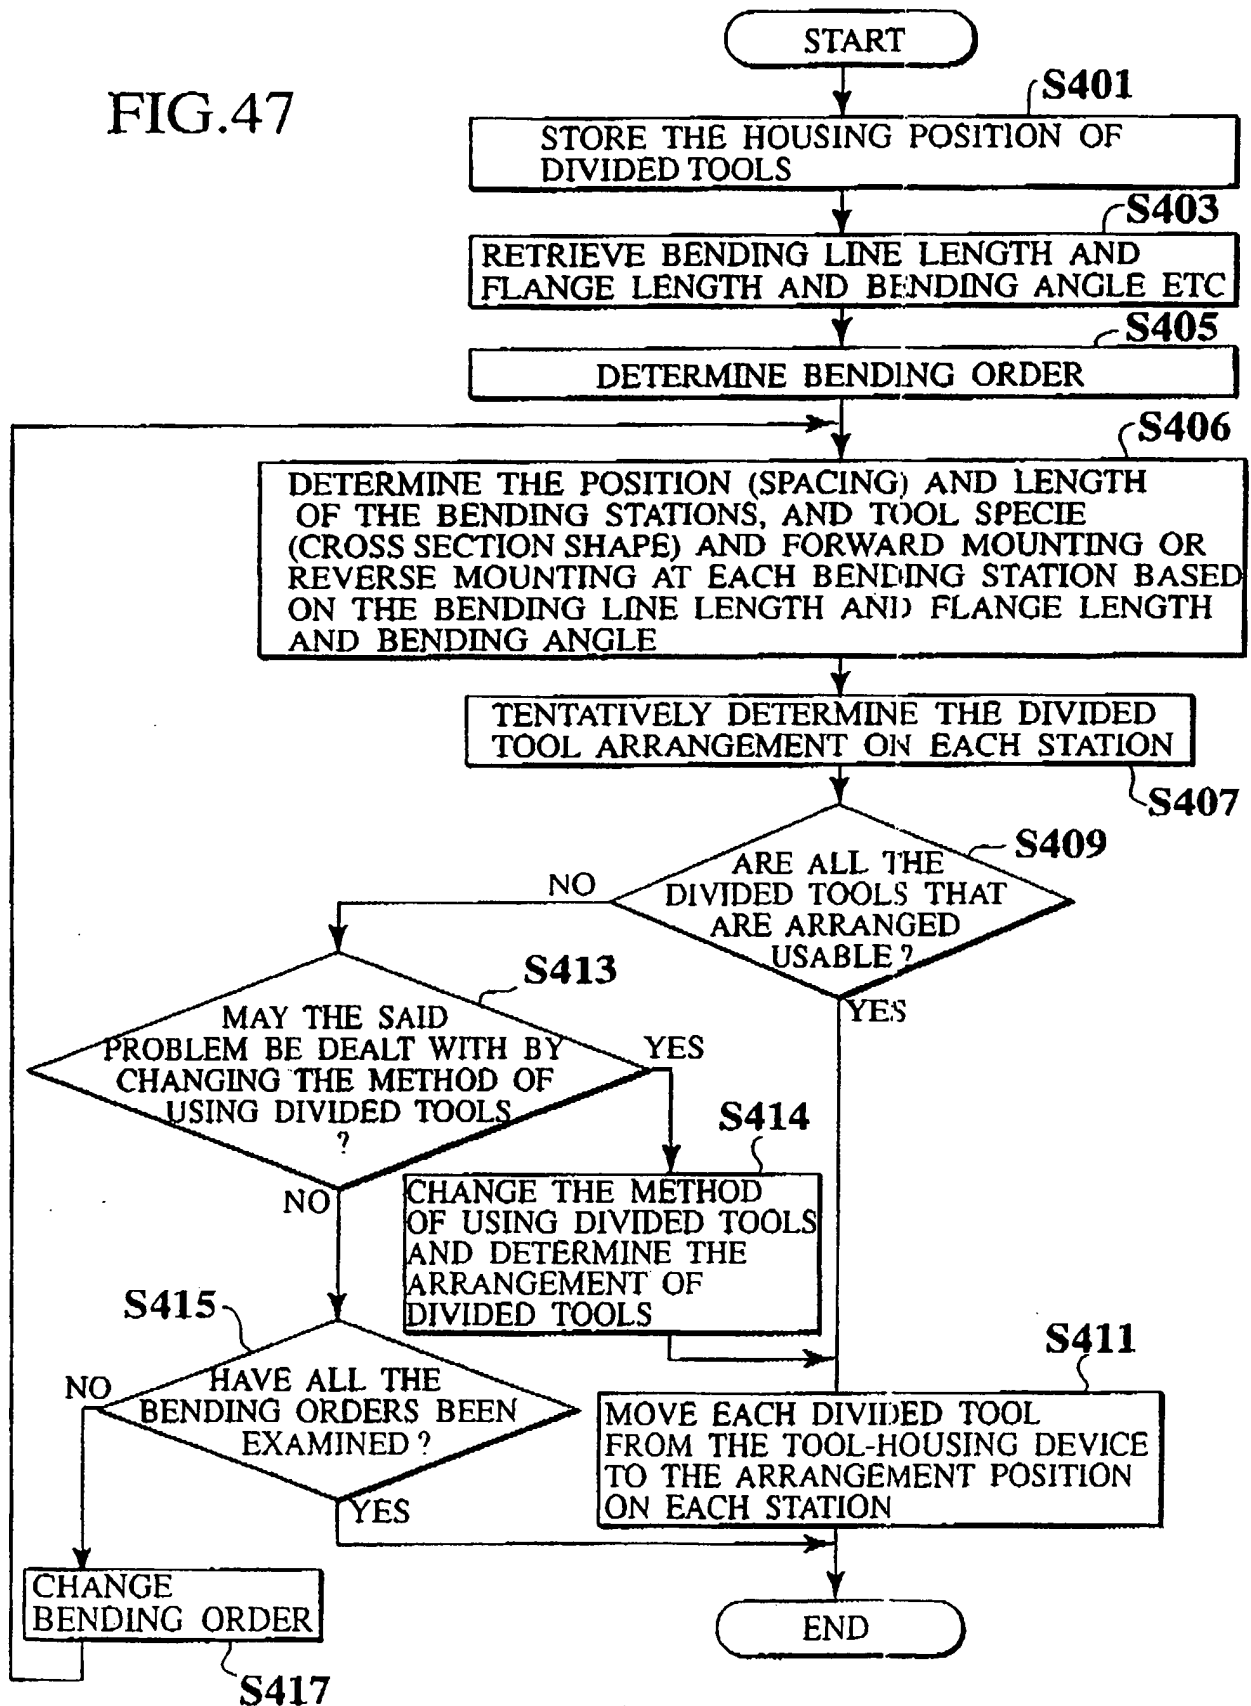 FIG.47
START
S401
STORE THE HOUSING POSITION OF
DIVIDED TOOLS
S403
RETRIEVE BENDING LINE LENGTH AND
FLANGE LENGTH AND BENDING ANGLE ETC
S405
DETERMINE BENDING ORDER
S406
DETERMINE THE POSITION (SPACING) AND LENGTH
OF THE BENDING STATIONS, AND TOOL SPECIE
(CROSS SECTION SHAPE) AND FORWARD MOUNTING OR
REVERSE MOUNTING AT EACH BENDING STATION BASED
ON THE BENDING LINE LENGTH AND FLANGE LENGTH
AND BENDING ANGLE
TENTATIVELY DETERMINE THE DIVIDED
TOOL ARRANGEMENT ON EACH STATION
S407
S409
ARE ALL THE
DIVIDED TOOLS THAT
ARE ARRANGED
USABLE?
NO
YES
S413
MAY THE SAID
PROBLEM BE DEALT WITH BY
CHANGING THE METHOD OF
USING DIVIDED TOOLS
?
YES
NO
S414
CHANGE THE METHOD
OF USING DIVIDED TOOLS
AND DETERMINE THE
ARRANGEMENT OF
DIVIDED TOOLS
S415
HAVE ALL THE
BENDING ORDERS BEEN
EXAMINED?
NO
YES
S411
MOVE EACH DIVIDED TOOL
FROM THE TOOL-HOUSING DEVICE
TO THE ARRANGEMENT POSITION
ON EACH STATION
CHANGE
BENDING ORDER
S417
END